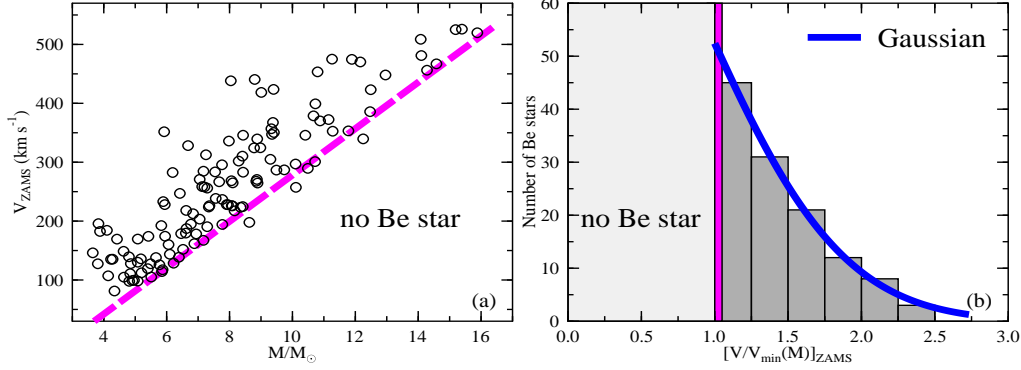 500
400
300
200
100
V_ZAMS (km s⁻¹)
no Be star
(a)
4 6 8 10 12 14 16
M/M☉
60
50
40
30
20
10
0
Number of Be stars
Gaussian
no Be star
(b)
0.0 0.5 1.0 1.5 2.0 2.5 3.0
[V/V_min(M)]_ZAMS